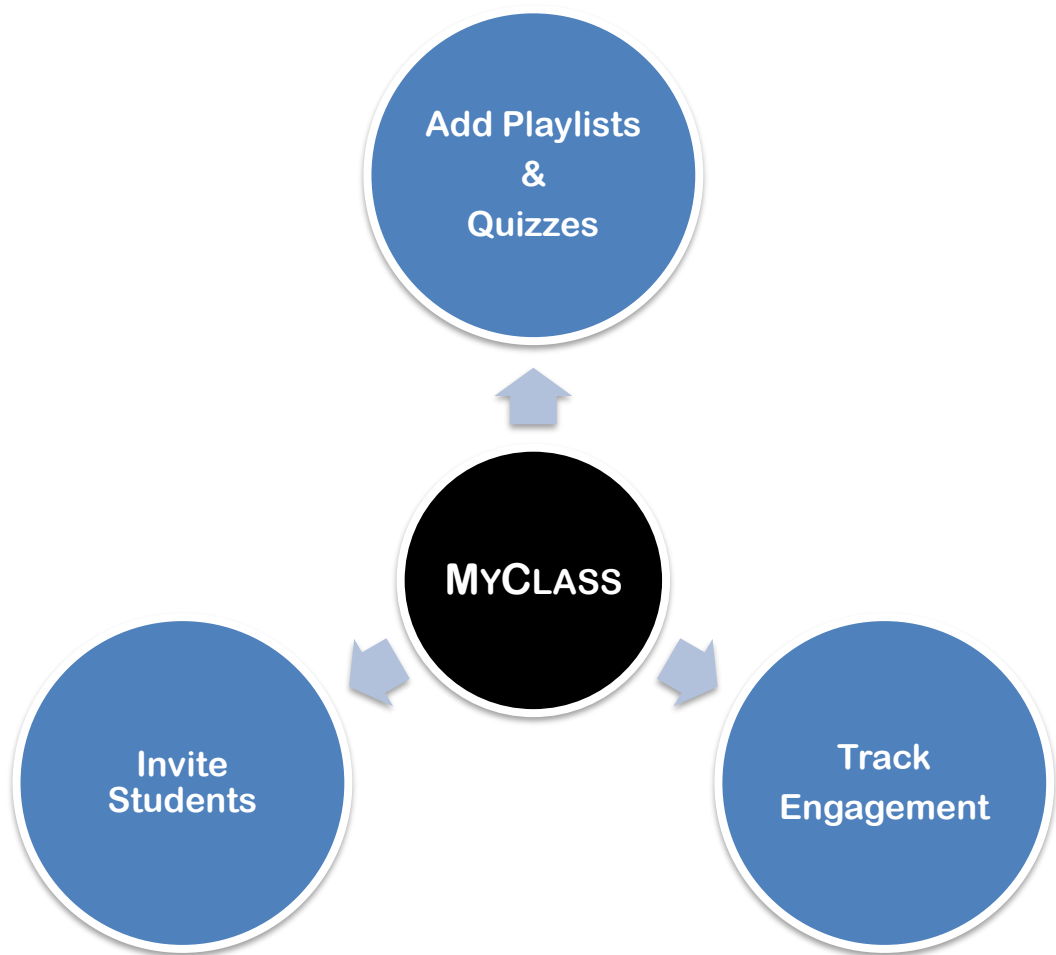 Add Playlists
&
Quizzes
MYCLASS
Invite
Students
Track
Engagement